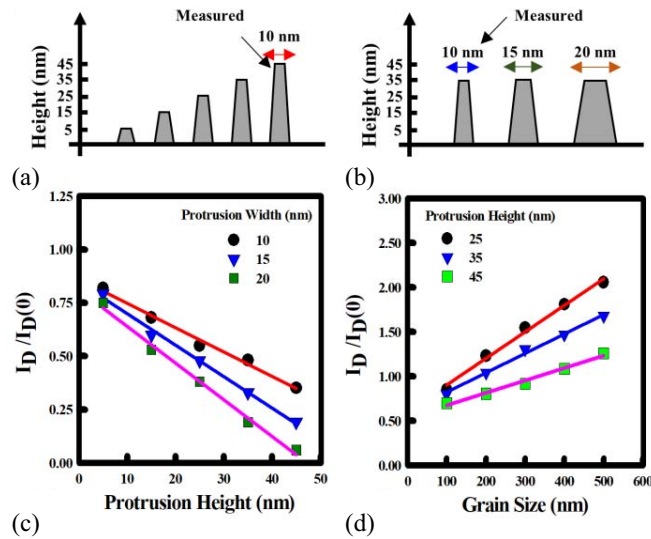 Measured
10 nm
Height (nm)
45
35
25
15
5
(a)
Measured
10 nm 15 nm 20 nm
Height (nm)
45
35
25
15
5
(b)
1.25
1.00
0.75
0.50
0.25
0.00
I_D/I_D(0)
Protrusion Width (nm)
10
15
20
0 10 20 30 40 50
Protrusion Height (nm)
(c)
3.00
2.50
2.00
1.50
1.00
0.50
0.00
I_D/I_D(0)
Protrusion Height (nm)
25
35
45
0 100 200 300 400 500 600
Grain Size (nm)
(d)